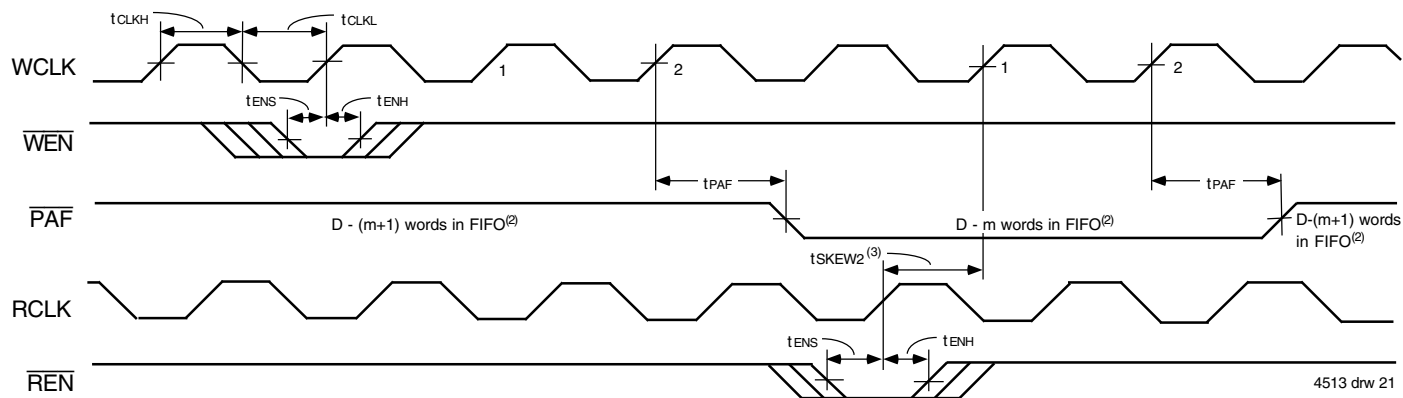 tCLKH
tCLKL
WCLK
1
2
1
2
tENS
tENH
WEN
tPAF
tPAF
PAF
D - (m+1) words in FIFO(2)
D - m words in FIFO(2)
D-(m+1) words
in FIFO(2)
tSKEW2(3)
RCLK
tENS
tENH
REN
4513 drw 21